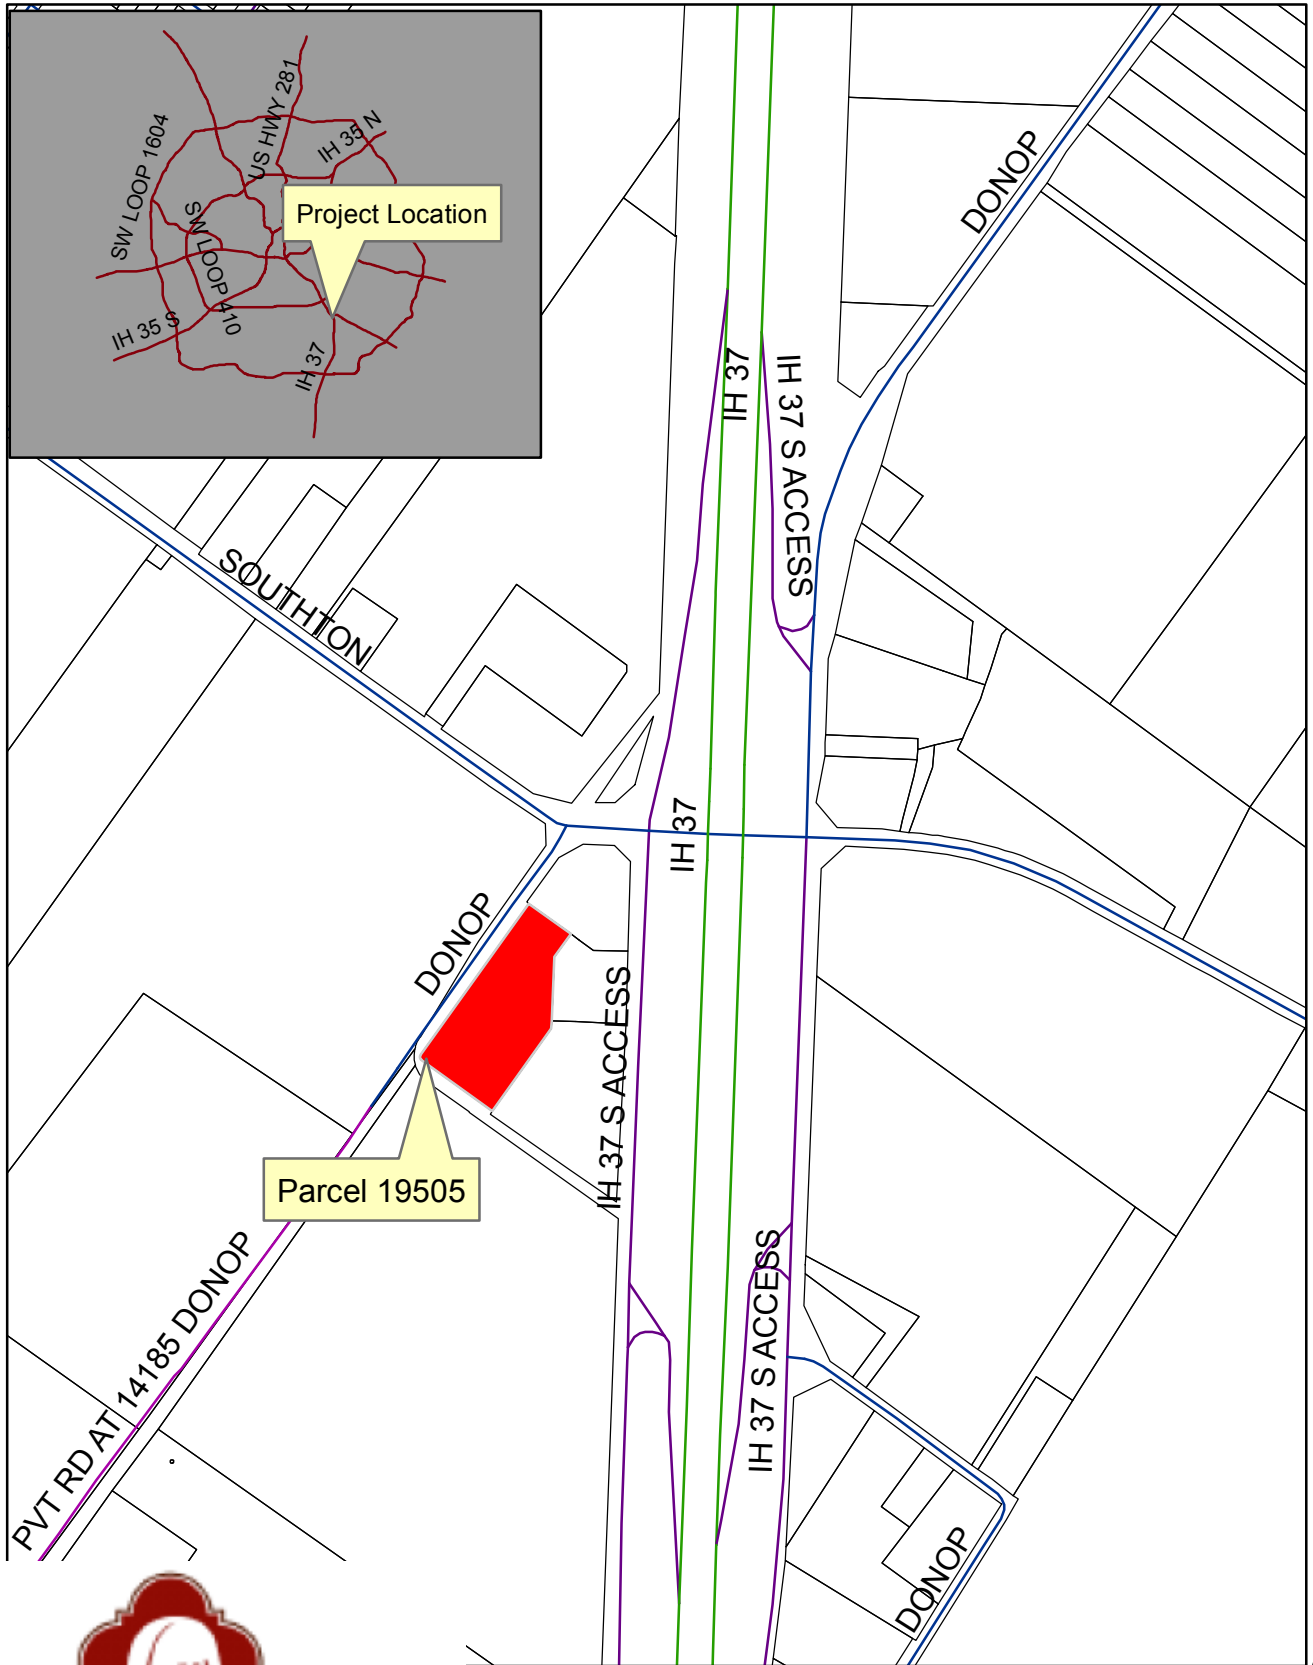 US HWY 281
IH 35 N
SW LOOP 1604
Project Location
SW LOOP 410
IH 35 S
IH 37
DONOP
IH 37
IH 37 S ACCESS
SOUTHTON
IH 37
DONOP
IH 37 S ACCESS
Parcel 19505
PVT RD AT 14185 DONOP
IH 37 S ACCESS
DONOP